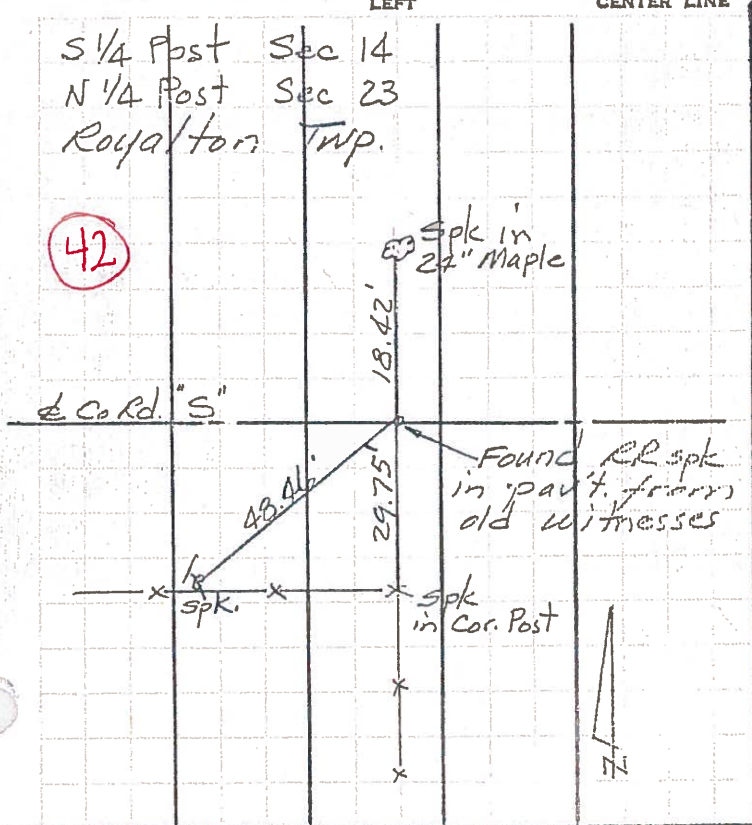 LEFT CENTER LINE
S 1/4 Post Sec 14
N 1/4 Post Sec 23
Royalton Twp.
42
Spk in
24" Maple
18.42'
℄ Co. Rd. "S"
Found RR spk
in pav't. from
old witnesses
29.75'
48.46'
Spk.
Spk
in Cor. Post
N